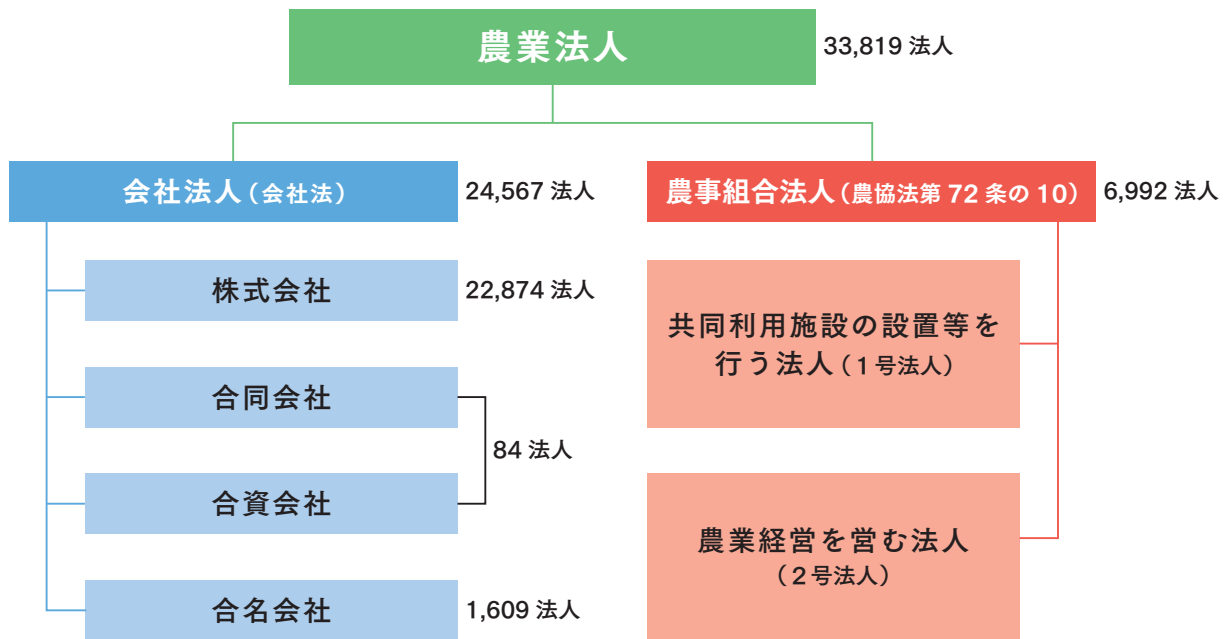 農業法人
33,819 法人
会社法人（会社法）
24,567 法人
株式会社
22,874 法人
合同会社
84 法人
合資会社
合名会社
1,609 法人
農事組合法人（農協法第 72 条の 10）
6,992 法人
共同利用施設の設置等を
行う法人（1号法人）
農業経営を営む法人
（2号法人）